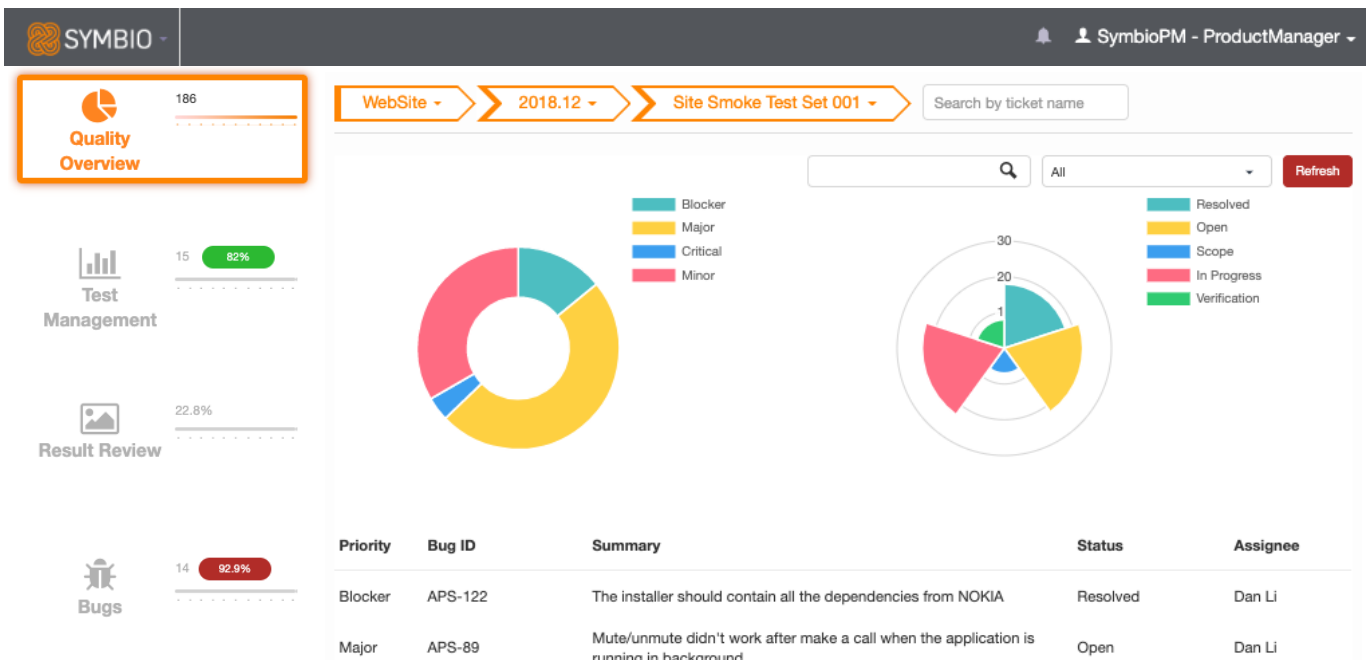 SYMBIO
SymbioPM - ProductManager
Quality
Overview
186
Test
Management
15
82%
Result Review
22.8%
Bugs
14
92.9%
WebSite
2018.12
Site Smoke Test Set 001
Search by ticket name
All
Refresh
Blocker
Major
Critical
Minor
Resolved
Open
Scope
In Progress
Verification
30
20
1
Priority Bug ID Summary Status Assignee
Blocker APS-122 The installer should contain all the dependencies from NOKIA Resolved Dan Li
Major APS-89 Mute/unmute didn't work after make a call when the application is Open Dan Li
running in background